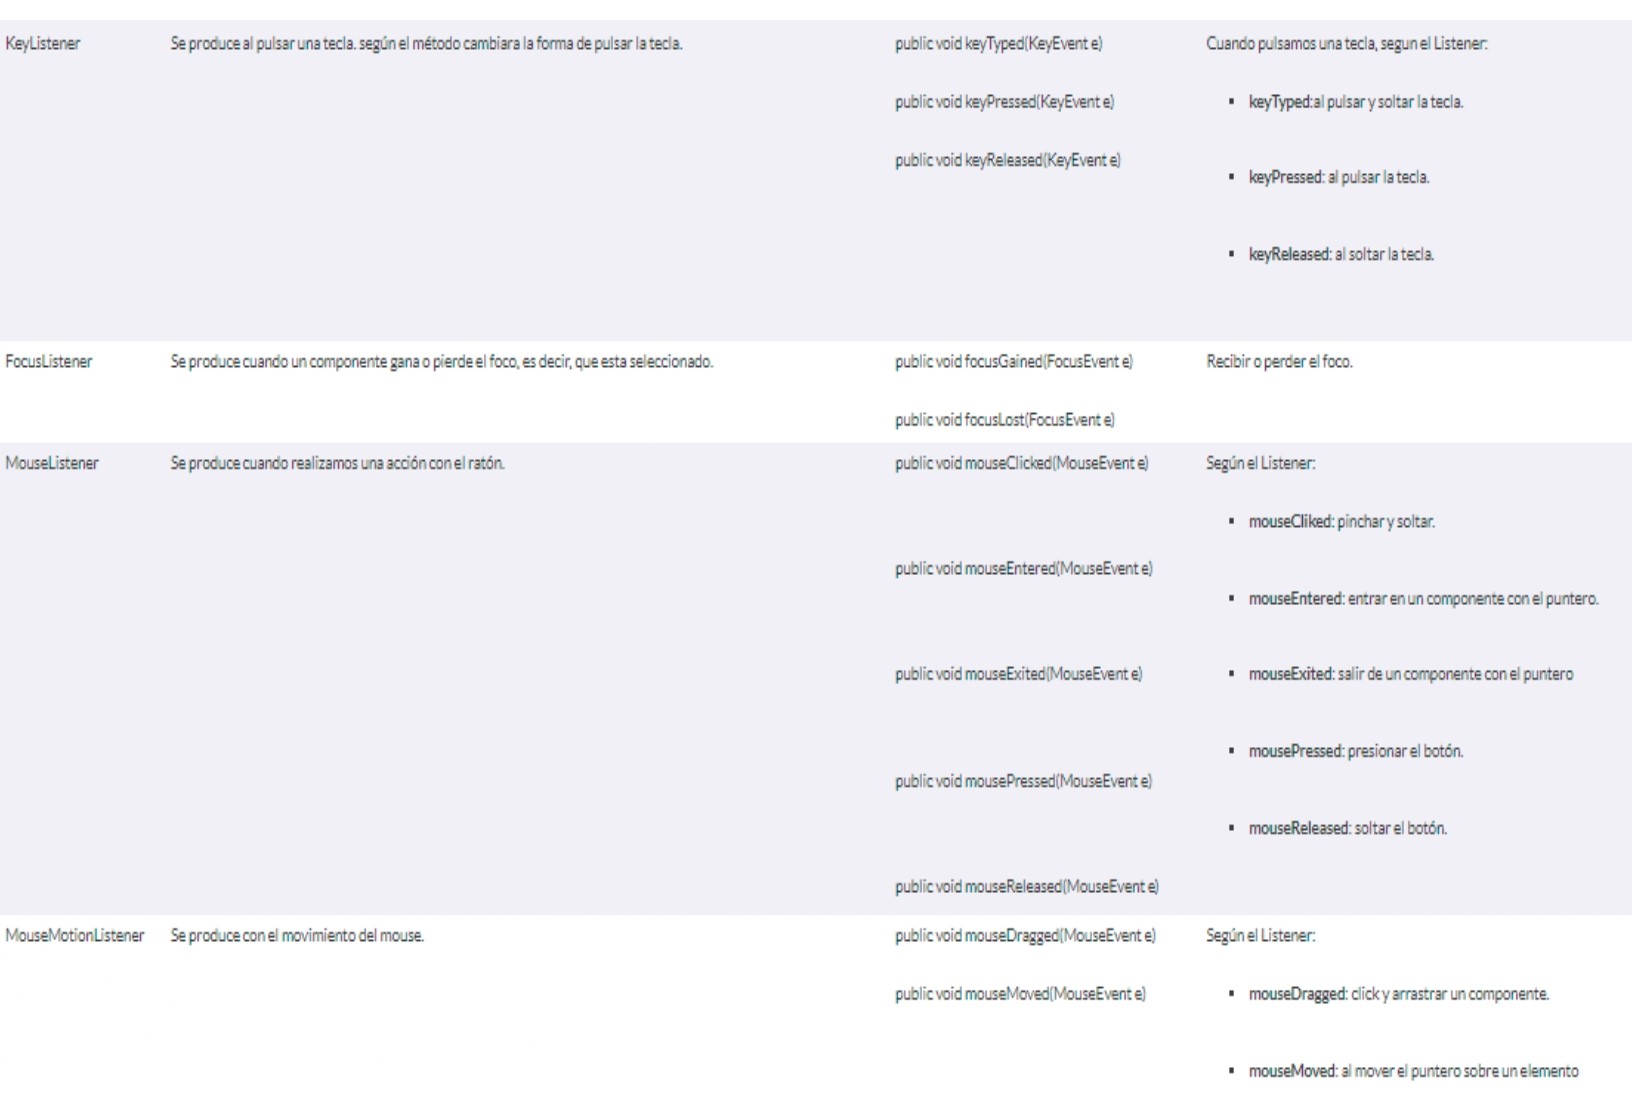 KeyListener
Se produce al pulsar una tecla. según el método cambiara la forma de pulsar la tecla.
public void keyTyped(KeyEvent e)
public void keyPressed(KeyEvent e)
public void keyReleased(KeyEvent e)
Cuando pulsamos una tecla, segun el Listener:
▪ keyTyped:al pulsar y soltar la tecla.
▪ keyPressed: al pulsar la tecla.
▪ keyReleased: al soltar la tecla.
FocusListener
Se produce cuando un componente gana o pierde el foco, es decir, que esta seleccionado.
public void focusGained(FocusEvent e)
public void focusLost(FocusEvent e)
Recibir o perder el foco.
MouseListener
Se produce cuando realizamos una acción con el ratón.
public void mouseClicked(MouseEvent e)
public void mouseEntered(MouseEvent e)
public void mouseExited(MouseEvent e)
public void mousePressed(MouseEvent e)
public void mouseReleased(MouseEvent e)
Según el Listener:
▪ mouseCliked: pinchar y soltar.
▪ mouseEntered: entrar en un componente con el puntero.
▪ mouseExited: salir de un componente con el puntero
▪ mousePressed: presionar el botón.
▪ mouseReleased: soltar el botón.
MouseMotionListener
Se produce con el movimiento del mouse.
public void mouseDragged(MouseEvent e)
public void mouseMoved(MouseEvent e)
Según el Listener:
▪ mouseDragged: click y arrastrar un componente.
▪ mouseMoved: al mover el puntero sobre un elemento